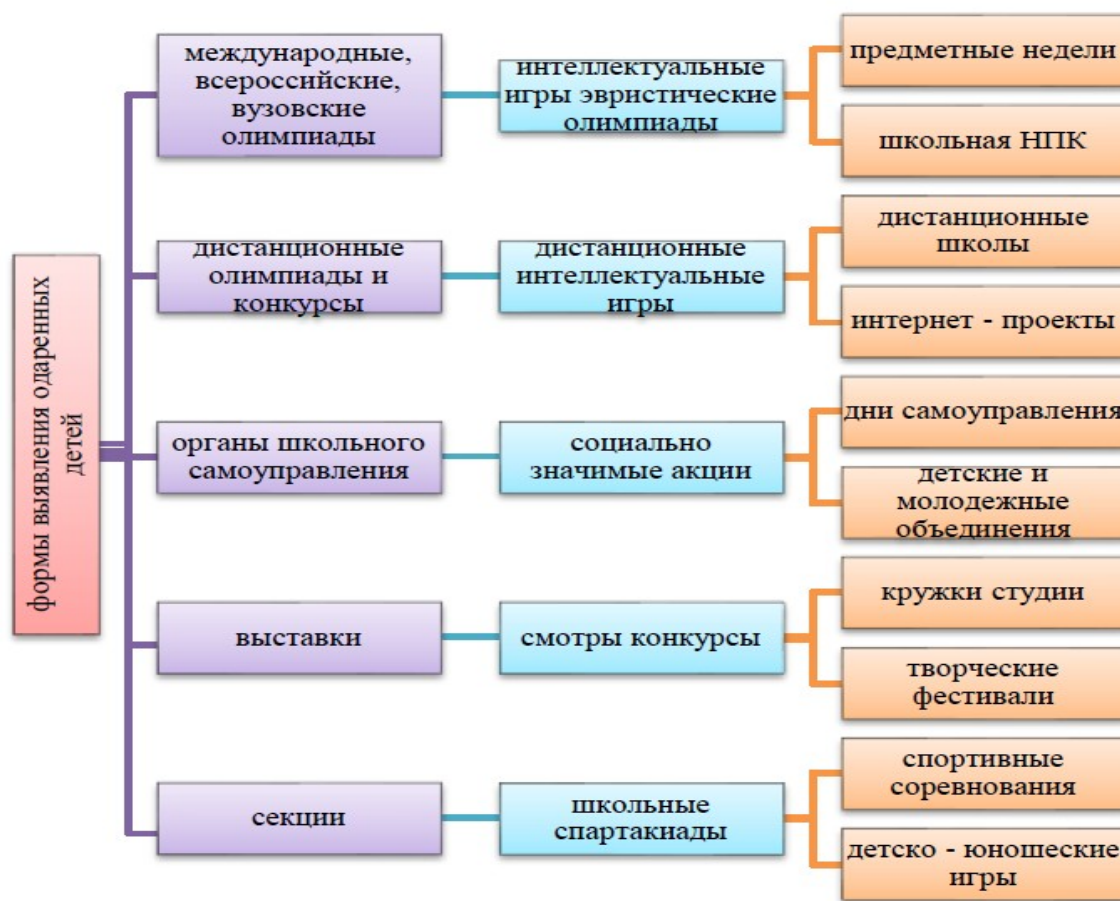 формы выявления одаренных
детей
международные,
всероссийские,
вузовские
олимпиады
интеллектуальные
игры эвристические
олимпиады
предметные недели
школьная НПК
дистанционные
олимпиады и
конкурсы
дистанционные
интеллектуальные
игры
дистанционные
школы
интернет - проекты
органы школьного
самоуправления
социально
значимые акции
дни самоуправления
детские и
молодежные
объединения
выставки
смотры конкурсы
кружки студии
творческие
фестивали
секции
школьные
спартакиады
спортивные
соревнования
детско - юношеские
игры